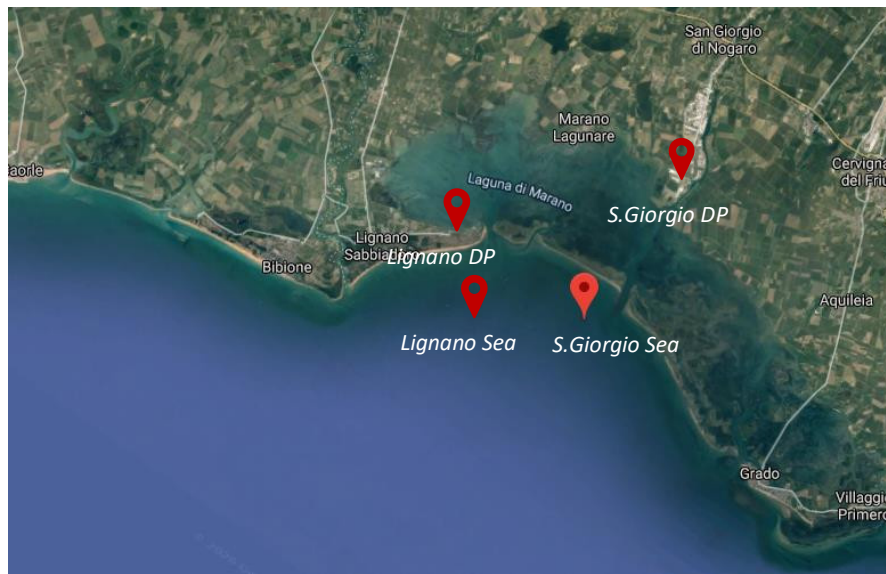 San Giorgio
di Nogaro
Marano
Lagunare
Cervigna
del Friu
Caorle
Laguna di Marano
S.Giorgio DP
Lignano
Sabbiadoro
Lignano DP
Bibione
Aquileia
Lignano Sea
S.Giorgio Sea
Grado
Villaggio
Primero